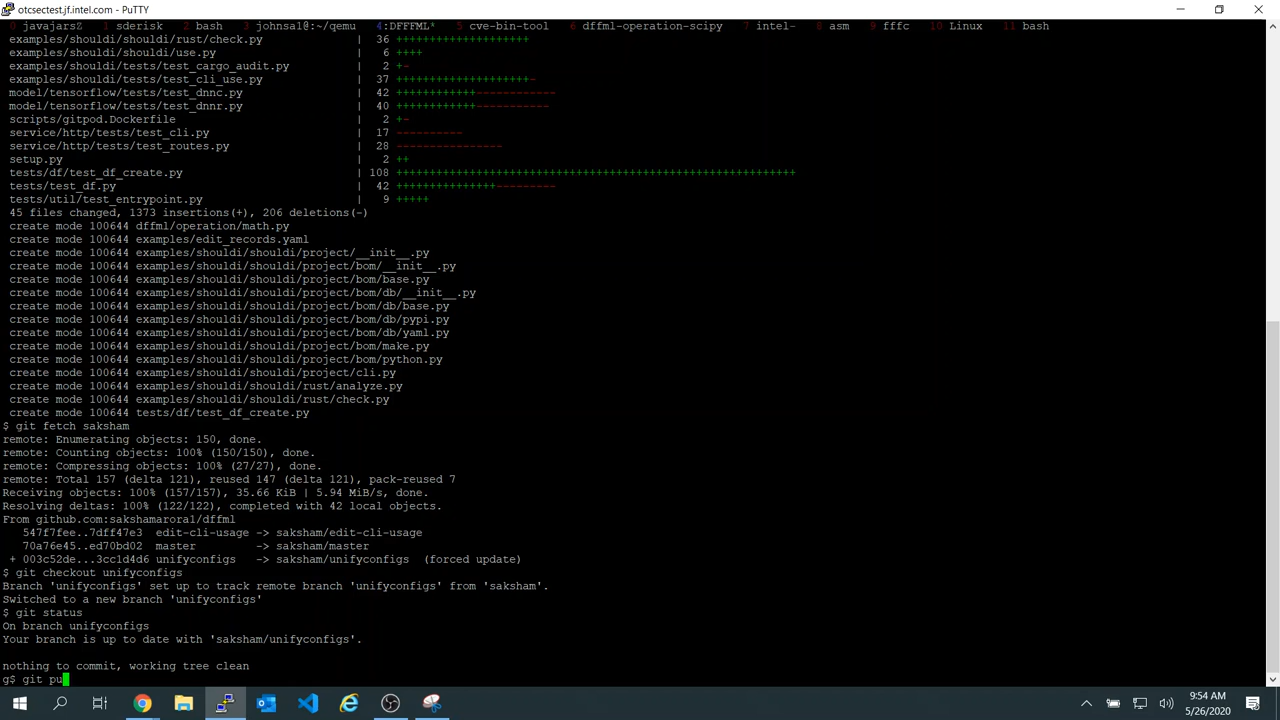 otcsectest.jf.intel.com - PuTTY
0 javajarsZ 1 sderisk 2 bash 3 johnsa1@:~/qemu 4:DFFFML* 5 cve-bin-tool 6 dffml-operation-scipy 7 intel- 8 asm 9 fffc 10 Linux 11 bash
examples/shouldi/shouldi/rust/check.py | 36 ++++++++++++++++++++
examples/shouldi/shouldi/use.py | 6 ++++
examples/shouldi/tests/test_cargo_audit.py | 2 +-
examples/shouldi/tests/test_cli_use.py | 37 ++++++++++++++++++++-
model/tensorflow/tests/test_dnnc.py | 42 ++++++++++++------------
model/tensorflow/tests/test_dnnr.py | 40 ++++++++++++-----------
scripts/gitpod.Dockerfile | 2 +-
service/http/tests/test_cli.py | 17 ----------
service/http/tests/test_routes.py | 28 ----------------
setup.py | 2 ++
tests/df/test_df_create.py | 108 ++++++++++++++++++++++++++++++++++++++++++++++++++++++++++++
tests/test_df.py | 42 +++++++++++++++---------
tests/util/test_entrypoint.py | 9 +++++
45 files changed, 1373 insertions(+), 206 deletions(-)
create mode 100644 dffml/operation/math.py
create mode 100644 examples/edit_records.yaml
create mode 100644 examples/shouldi/shouldi/project/__init__.py
create mode 100644 examples/shouldi/shouldi/project/bom/__init__.py
create mode 100644 examples/shouldi/shouldi/project/bom/base.py
create mode 100644 examples/shouldi/shouldi/project/bom/db/__init__.py
create mode 100644 examples/shouldi/shouldi/project/bom/db/base.py
create mode 100644 examples/shouldi/shouldi/project/bom/db/pypi.py
create mode 100644 examples/shouldi/shouldi/project/bom/db/yaml.py
create mode 100644 examples/shouldi/shouldi/project/bom/make.py
create mode 100644 examples/shouldi/shouldi/project/bom/python.py
create mode 100644 examples/shouldi/shouldi/project/cli.py
create mode 100644 examples/shouldi/shouldi/rust/analyze.py
create mode 100644 examples/shouldi/shouldi/rust/check.py
create mode 100644 tests/df/test_df_create.py
$ git fetch saksham
remote: Enumerating objects: 150, done.
remote: Counting objects: 100% (150/150), done.
remote: Compressing objects: 100% (27/27), done.
remote: Total 157 (delta 121), reused 147 (delta 121), pack-reused 7
Receiving objects: 100% (157/157), 35.66 KiB | 5.94 MiB/s, done.
Resolving deltas: 100% (122/122), completed with 42 local objects.
From github.com:sakshamarora1/dffml
547f7fee..7dff47e3 edit-cli-usage -> saksham/edit-cli-usage
70a76e45..ed70bd02 master -> saksham/master
+ 003c52de...3cc1d4d6 unifyconfigs -> saksham/unifyconfigs (forced update)
$ git checkout unifyconfigs
Branch 'unifyconfigs' set up to track remote branch 'unifyconfigs' from 'saksham'.
Switched to a new branch 'unifyconfigs'
$ git status
On branch unifyconfigs
Your branch is up to date with 'saksham/unifyconfigs'.
nothing to commit, working tree clean
g$ git pu
9:54 AM
5/26/2020